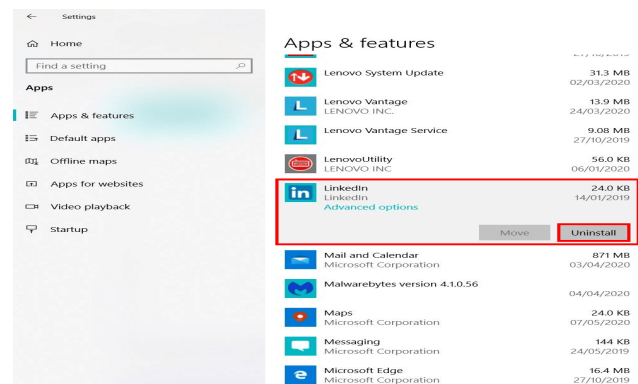 Settings
Home
Find a setting
Apps
Apps & features
Default apps
Offline maps
Apps for websites
Video playback
Startup
Apps & features
Lenovo System Update 31.3 MB
02/03/2020
Lenovo Vantage 13.9 MB
LENOVO INC. 24/03/2020
Lenovo Vantage Service 9.08 MB
27/10/2019
LenovoUtility 56.0 KB
LENOVO INC 06/01/2020
LinkedIn 24.0 KB
LinkedIn 14/01/2019
Advanced options
Move Uninstall
Mail and Calendar 871 MB
Microsoft Corporation 03/04/2020
Malwarebytes version 4.1.0.56
04/04/2020
Maps 24.0 KB
Microsoft Corporation 07/05/2020
Messaging 144 KB
Microsoft Corporation 24/05/2019
Microsoft Edge 16.4 MB
Microsoft Corporation 27/10/2019